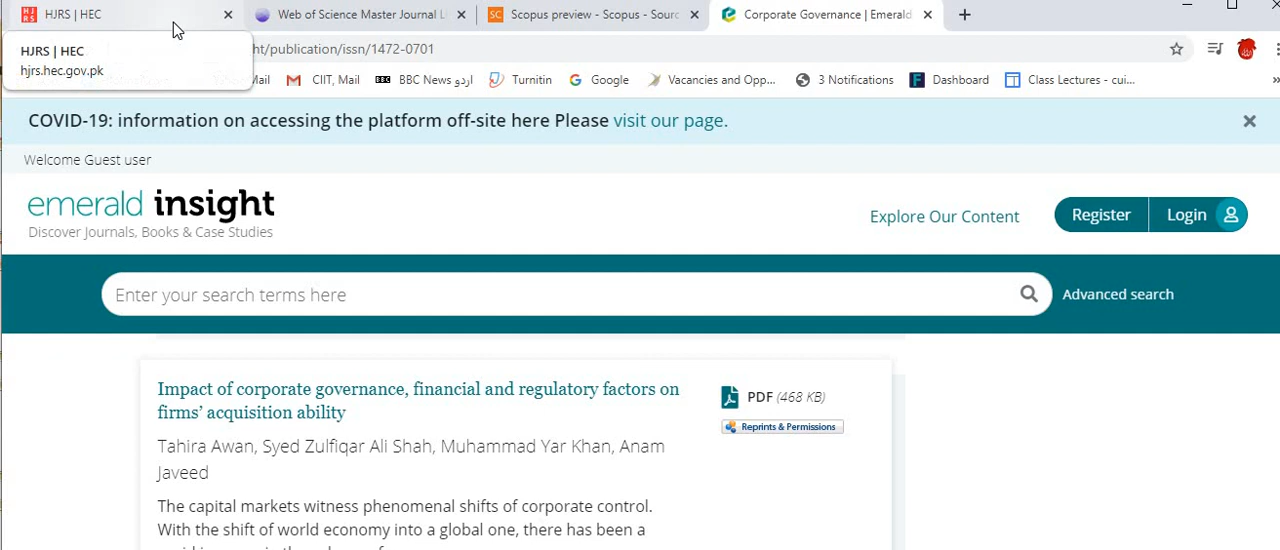 HJRS | HEC
Web of Science Master Journal L
Scopus preview - Scopus - Sourc
Corporate Governance | Emerald
HJRS | HEC
hjrs.hec.gov.pk
ht/publication/issn/1472-0701
Mail
CIIT, Mail
BBC News اردو
Turnitin
Google
Vacancies and Opp...
3 Notifications
Dashboard
Class Lectures - cui...
COVID-19: information on accessing the platform off-site here Please visit our page.
Welcome Guest user
emerald insight
Discover Journals, Books & Case Studies
Explore Our Content
Register
Login
Enter your search terms here
Advanced search
Impact of corporate governance, financial and regulatory factors on
firms’ acquisition ability
PDF (468 KB)
Reprints & Permissions
Tahira Awan, Syed Zulfiqar Ali Shah, Muhammad Yar Khan, Anam
Javeed
The capital markets witness phenomenal shifts of corporate control.
With the shift of world economy into a global one, there has been a